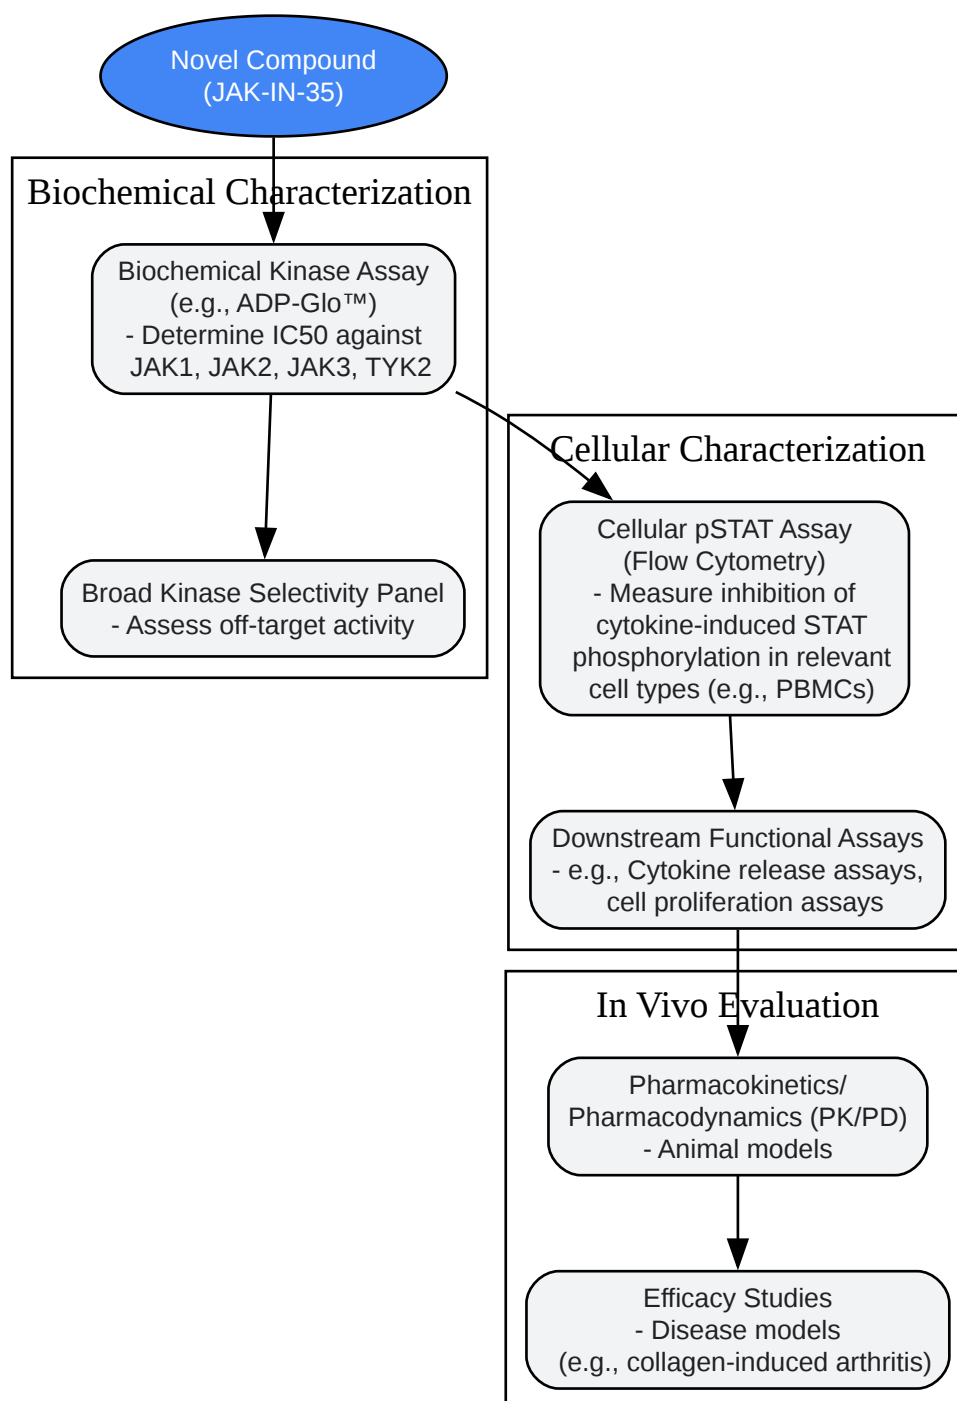 Novel Compound
(JAK-IN-35)
Biochemical Characterization
Biochemical Kinase Assay
(e.g., ADP-Glo™)
- Determine IC50 against
JAK1, JAK2, JAK3, TYK2
Broad Kinase Selectivity Panel
- Assess off-target activity
Cellular Characterization
Cellular pSTAT Assay
(Flow Cytometry)
- Measure inhibition of
cytokine-induced STAT
phosphorylation in relevant
cell types (e.g., PBMCs)
Downstream Functional Assays
- e.g., Cytokine release assays,
cell proliferation assays
In Vivo Evaluation
Pharmacokinetics/
Pharmacodynamics (PK/PD)
- Animal models
Efficacy Studies
- Disease models
(e.g., collagen-induced arthritis)